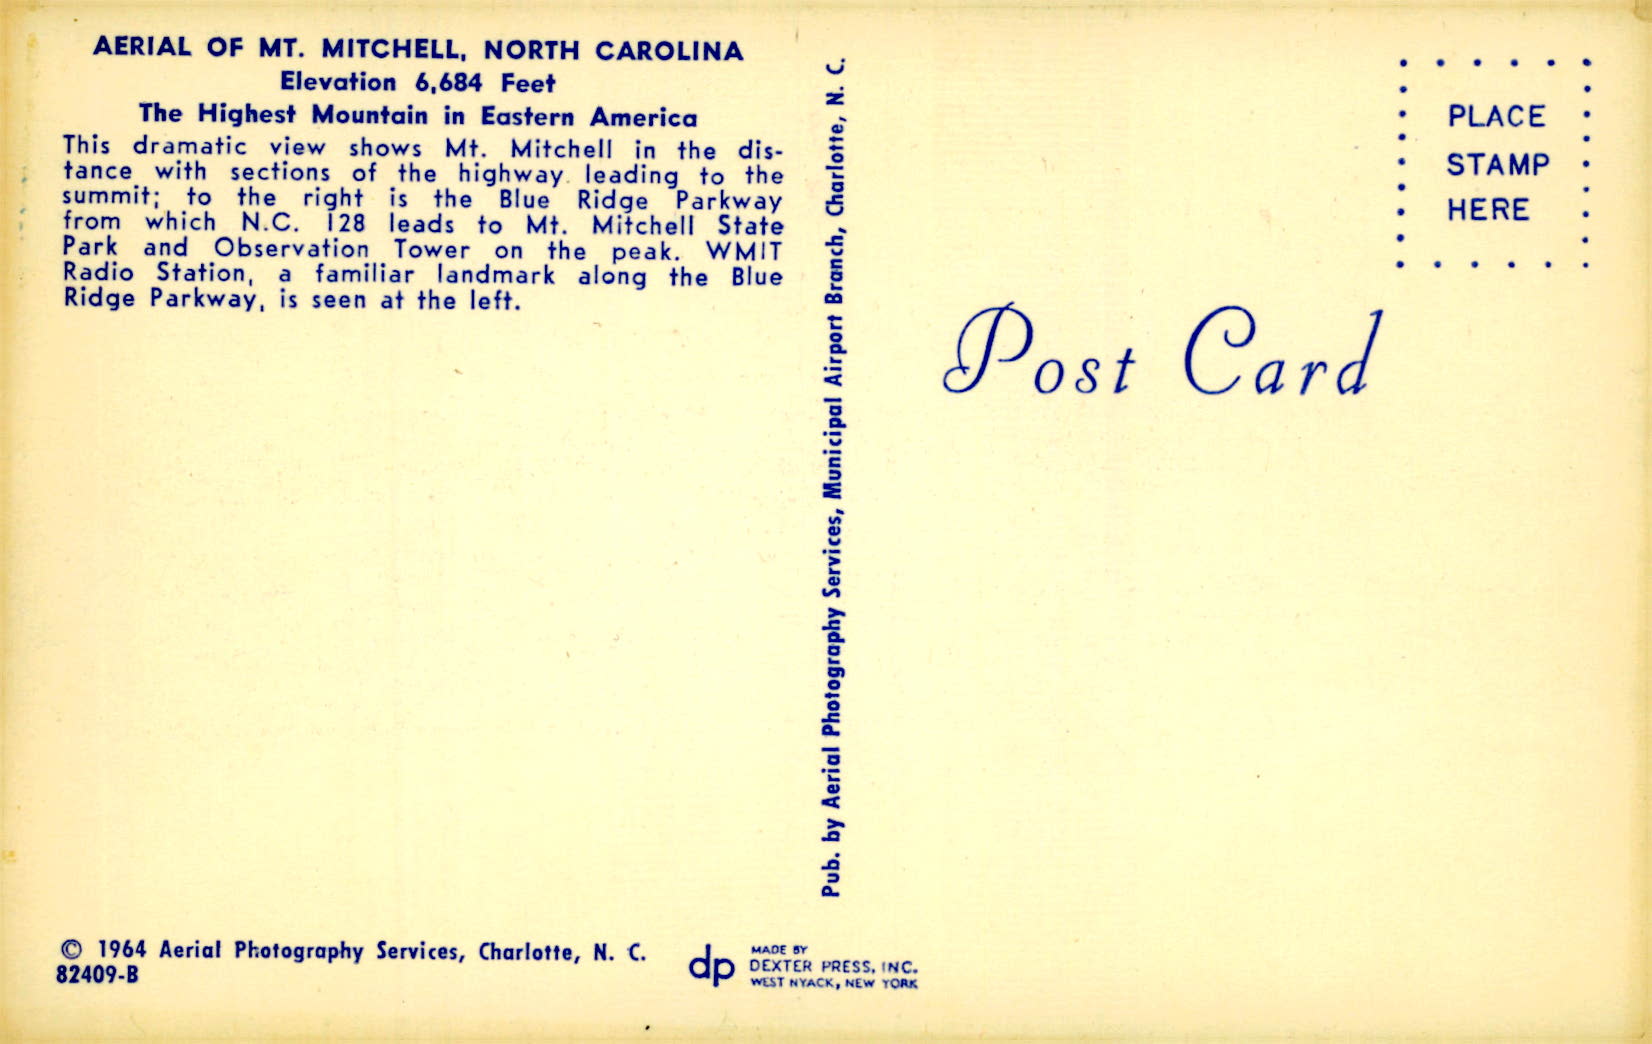 AERIAL OF MT. MITCHELL, NORTH CAROLINA
Elevation 6,684 Feet
The Highest Mountain in Eastern America
This dramatic view shows Mt. Mitchell in the dis-
tance with sections of the highway leading to the
summit; to the right is the Blue Ridge Parkway
from which N.C. 128 leads to Mt. Mitchell State
Park and Observation Tower on the peak. WMIT
Radio Station, a familiar landmark along the Blue
Ridge Parkway, is seen at the left.
© 1964 Aerial Photography Services, Charlotte, N. C.
82409-B
dp
MADE BY
DEXTER PRESS, INC.
WEST NYACK, NEW YORK
Pub. by Aerial Photography Services, Municipal Airport Branch, Charlotte, N. C.
PLACE
STAMP
HERE
Post Card